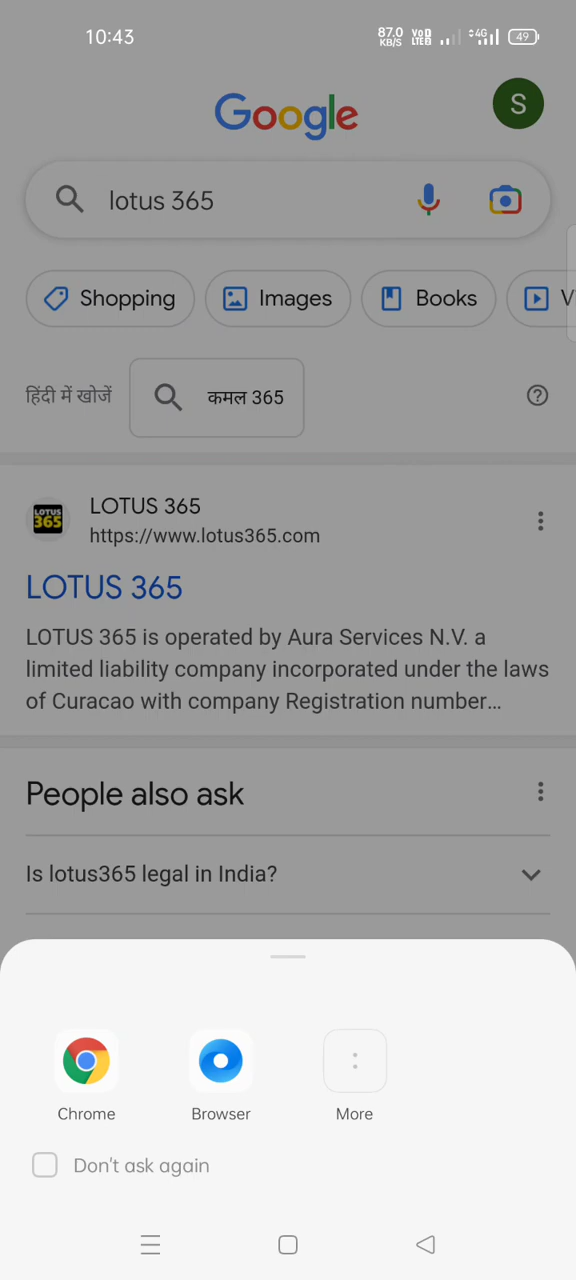 10:43
87.0
KB/S
4G
49
Google
S
lotus 365
Shopping
Images
Books
V
हिंदी में खोजें
कमल 365
LOTUS
365
LOTUS 365
https://www.lotus365.com
LOTUS 365
LOTUS 365 is operated by Aura Services N.V. a
limited liability company incorporated under the laws
of Curacao with company Registration number...
People also ask
Is lotus365 legal in India?
Chrome
Browser
More
Don't ask again